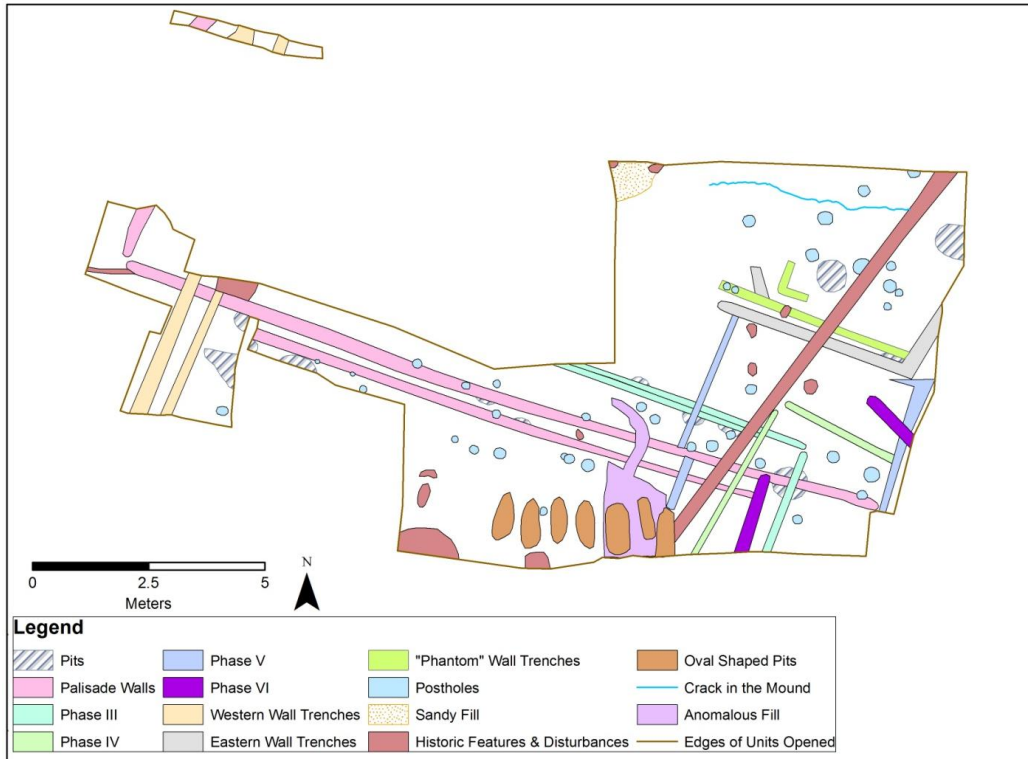 N
0 2.5 5
Meters
Legend
Pits
Palisade Walls
Phase III
Phase IV
Phase V
Phase VI
Western Wall Trenches
Eastern Wall Trenches
"Phantom" Wall Trenches
Postholes
Sandy Fill
Historic Features & Disturbances
Oval Shaped Pits
Crack in the Mound
Anomalous Fill
Edges of Units Opened